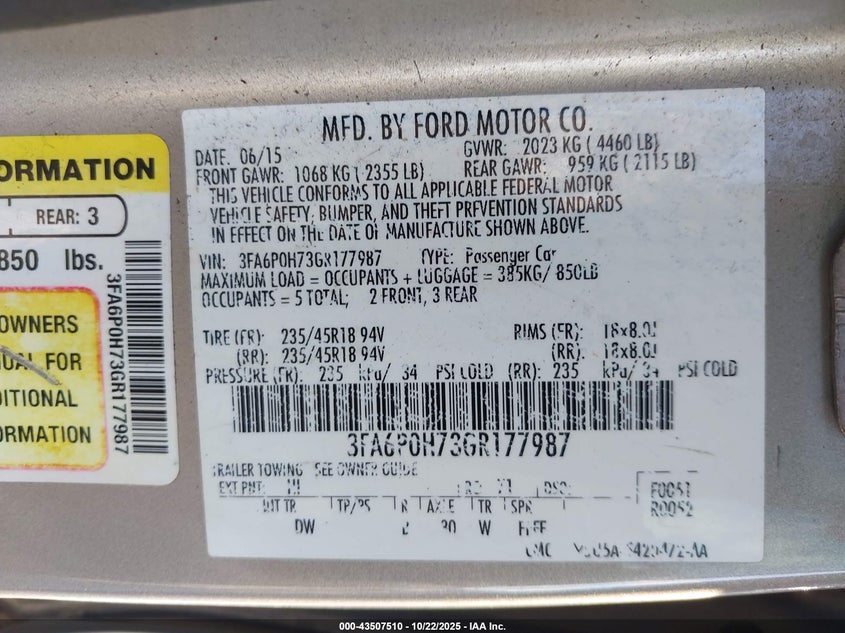 ORMATION
REAR: 3
850 lbs.
OWNERS
UAL FOR
DITIONAL
ORMATION
3FA6P0H73GR177987
MFD. BY FORD MOTOR CO.
DATE: 06/15 GVWR: 2023 KG ( 4460 LB)
FRONT GAWR: 1068 KG ( 2355 LB) REAR GAWR: 959 KG ( 2115 LB)
THIS VEHICLE CONFORMS TO ALL APPLICABLE FEDERAL MOTOR
VEHICLE SAFETY, BUMPER, AND THEFT PREVENTION STANDARDS
IN EFFECT ON THE DATE OF MANUFACTURE SHOWN ABOVE.
VIN: 3FA6P0H73GR177987 TYPE: Passenger Car
MAXIMUM LOAD = OCCUPANTS + LUGGAGE = 385KG/ 850LB
OCCUPANTS = 5 TOTAL; 2 FRONT, 3 REAR
TIRE (FR): 235/45R18 94V RIMS (FR): 18x8.0J
(RR): 235/45R18 94V (RR): 18x8.0J
PRESSURE (FR): 235 kPa/ 34 PSI COLD (RR): 235 kPa/ 34 PSI COLD
3FA6P0H73GR177987
TRAILER TOWING SEE OWNER GUIDE
EXT PNT: DSO: F0051
R0052
INT TR TP/PS R AXLE TR SPR
DW W
000-43507510 - 10/22/2025 - IAA Inc.